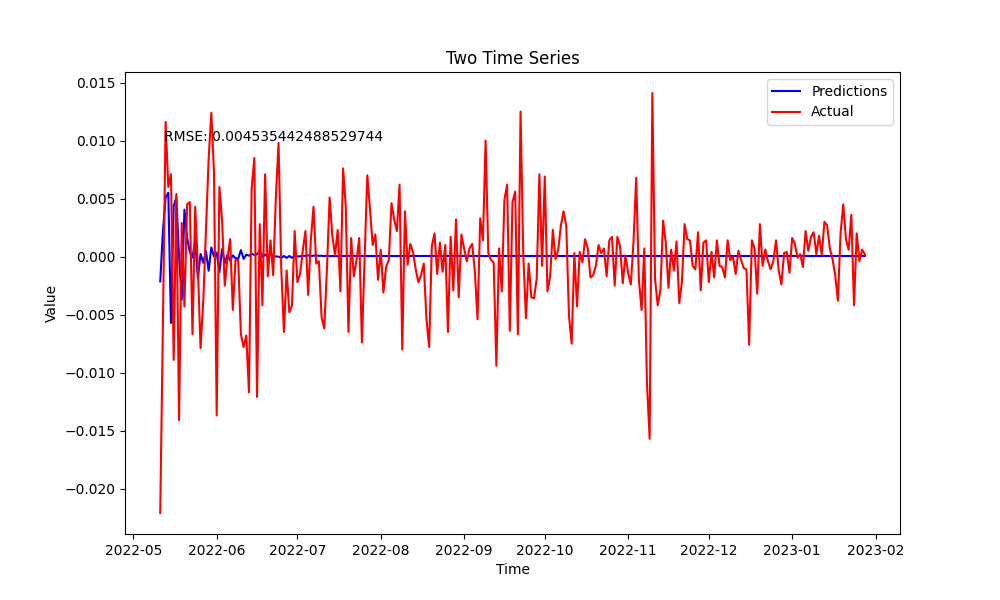 Two Time Series
Predictions
Actual
RMSE: 0.004535442488529744
0.015
0.010
0.005
0.000
−0.005
−0.010
−0.015
−0.020
Value
2022-05 2022-06 2022-07 2022-08 2022-09 2022-10 2022-11 2022-12 2023-01 2023-02
Time